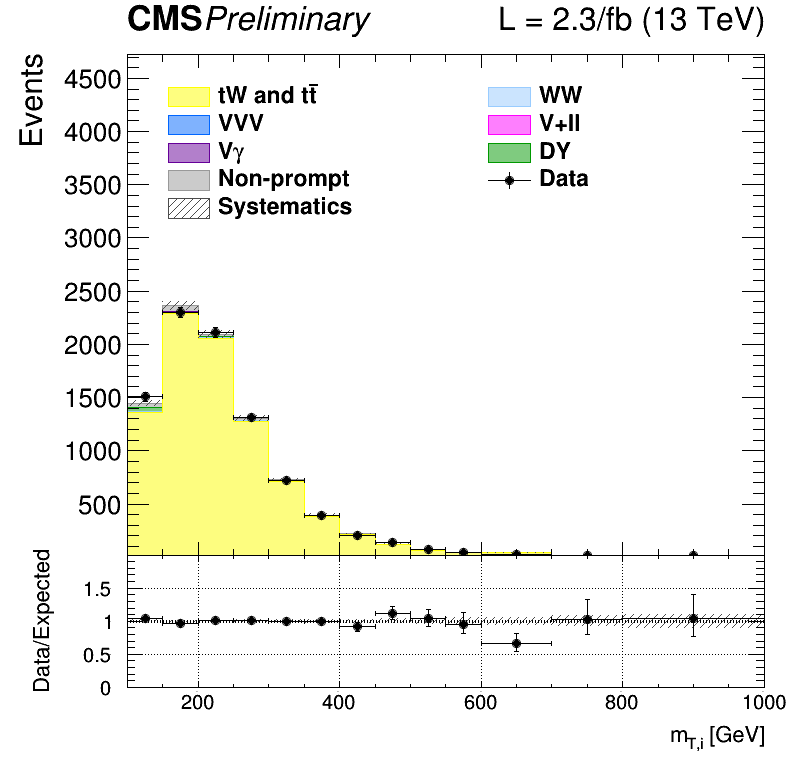 CMS Preliminary L = 2.3/fb (13 TeV)
Events
4500
4000
3500
3000
2500
2000
1500
1000
500
tW and tt̄ WW
VVV V+II
Vγ DY
Non-prompt Data
Systematics
Data/Expected
1.5
1
0.5
0
200 400 600 800 1000
m_{T,i} [GeV]